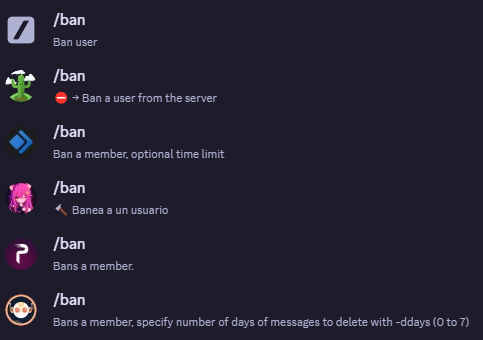 /ban
Ban user
/ban
⛔ → Ban a user from the server
/ban
Ban a member, optional time limit
/ban
🔨 Banea a un usuario
/ban
Bans a member.
/ban
Bans a member, specify number of days of messages to delete with -ddays (0 to 7)